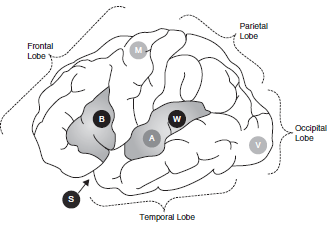 Parietal
Lobe
Frontal
Lobe
M
B
W
A
V
Occipital
Lobe
S
Temporal Lobe